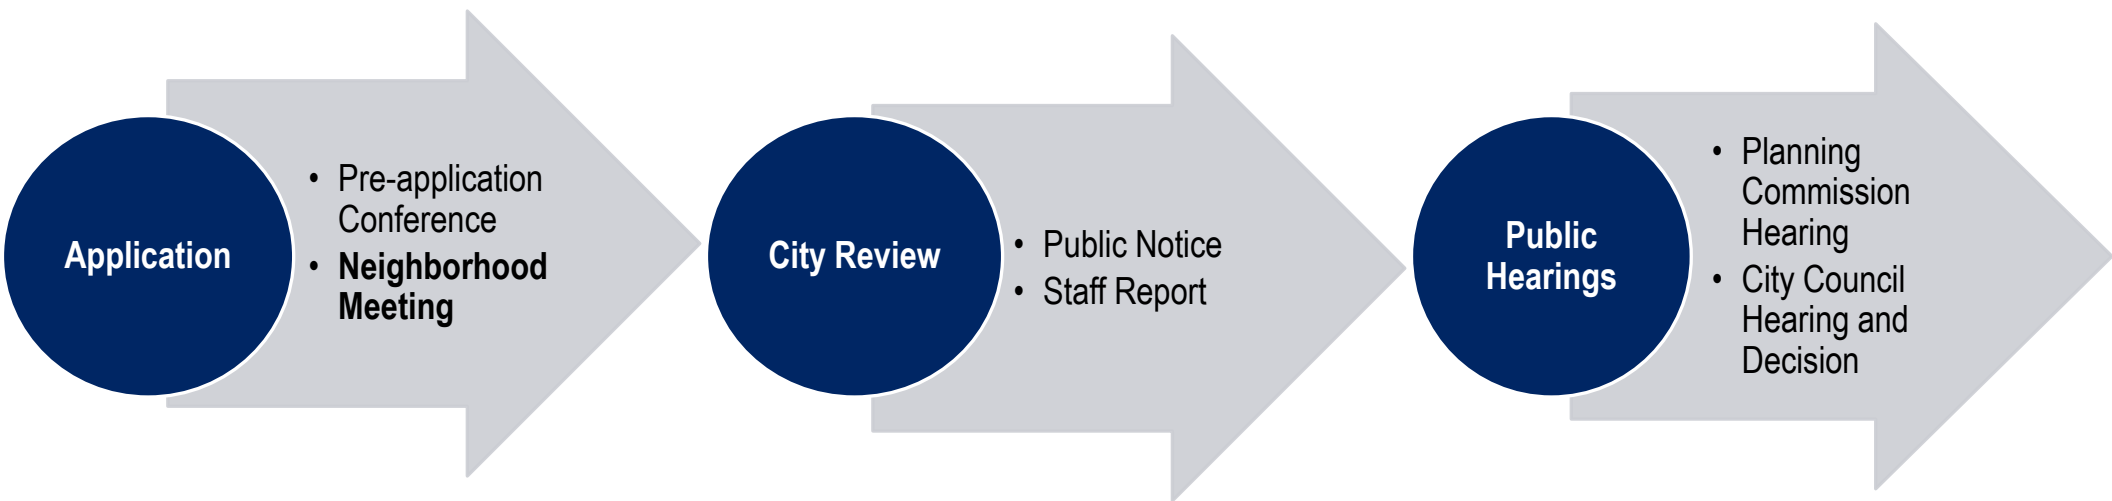 Application
• Pre-application
Conference
• Neighborhood
Meeting
City Review
• Public Notice
• Staff Report
Public
Hearings
• Planning
Commission
Hearing
• City Council
Hearing and
Decision